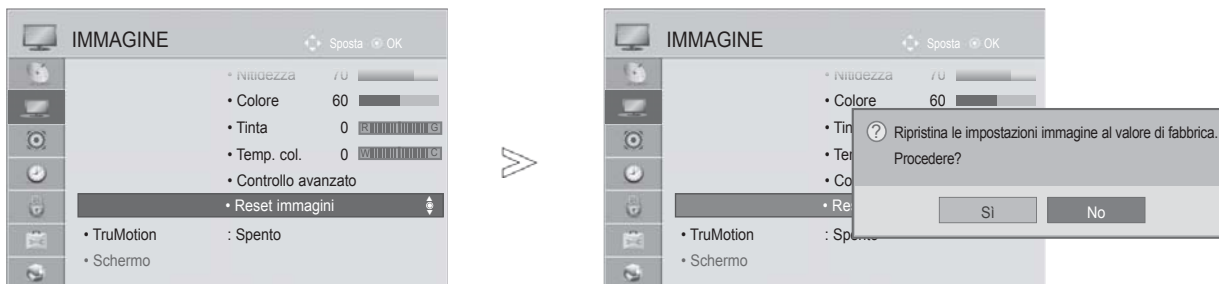 IMMAGINE
Sposta OK
• Nitidezza 70
• Colore 60
• Tinta 0 R G
• Temp. col. 0 W C
• Controllo avanzato
• Reset immagini
• TruMotion : Spento
• Schermo
IMMAGINE
Sposta OK
• Nitidezza 70
• Colore 60
• Tin
• Ter
• Co
• Re
• TruMotion : Spento
• Schermo
? Ripristina le impostazioni immagine al valore di fabbrica.
Procedere?
Sì No